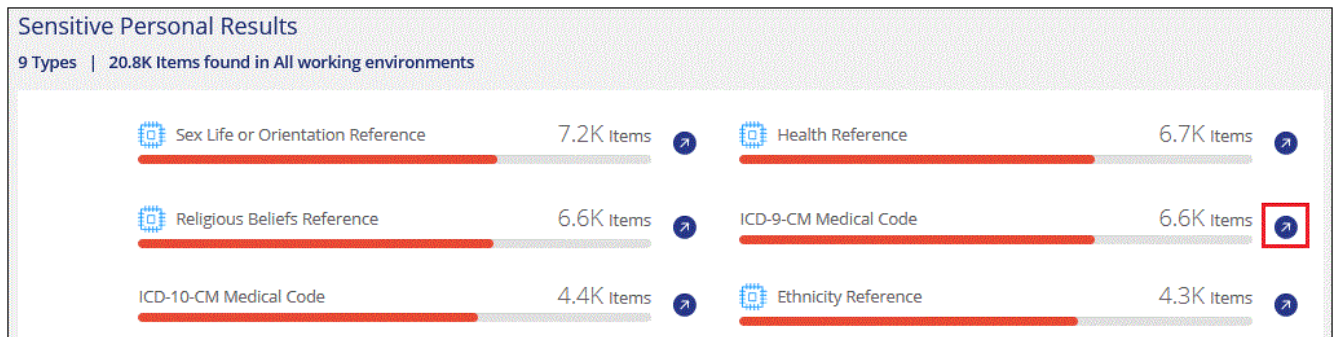 Sensitive Personal Results
9 Types | 20.8K Items found in All working environments
Sex Life or Orientation Reference 7.2K Items
Health Reference 6.7K Items
Religious Beliefs Reference 6.6K Items
ICD-9-CM Medical Code 6.6K Items
ICD-10-CM Medical Code 4.4K Items
Ethnicity Reference 4.3K Items